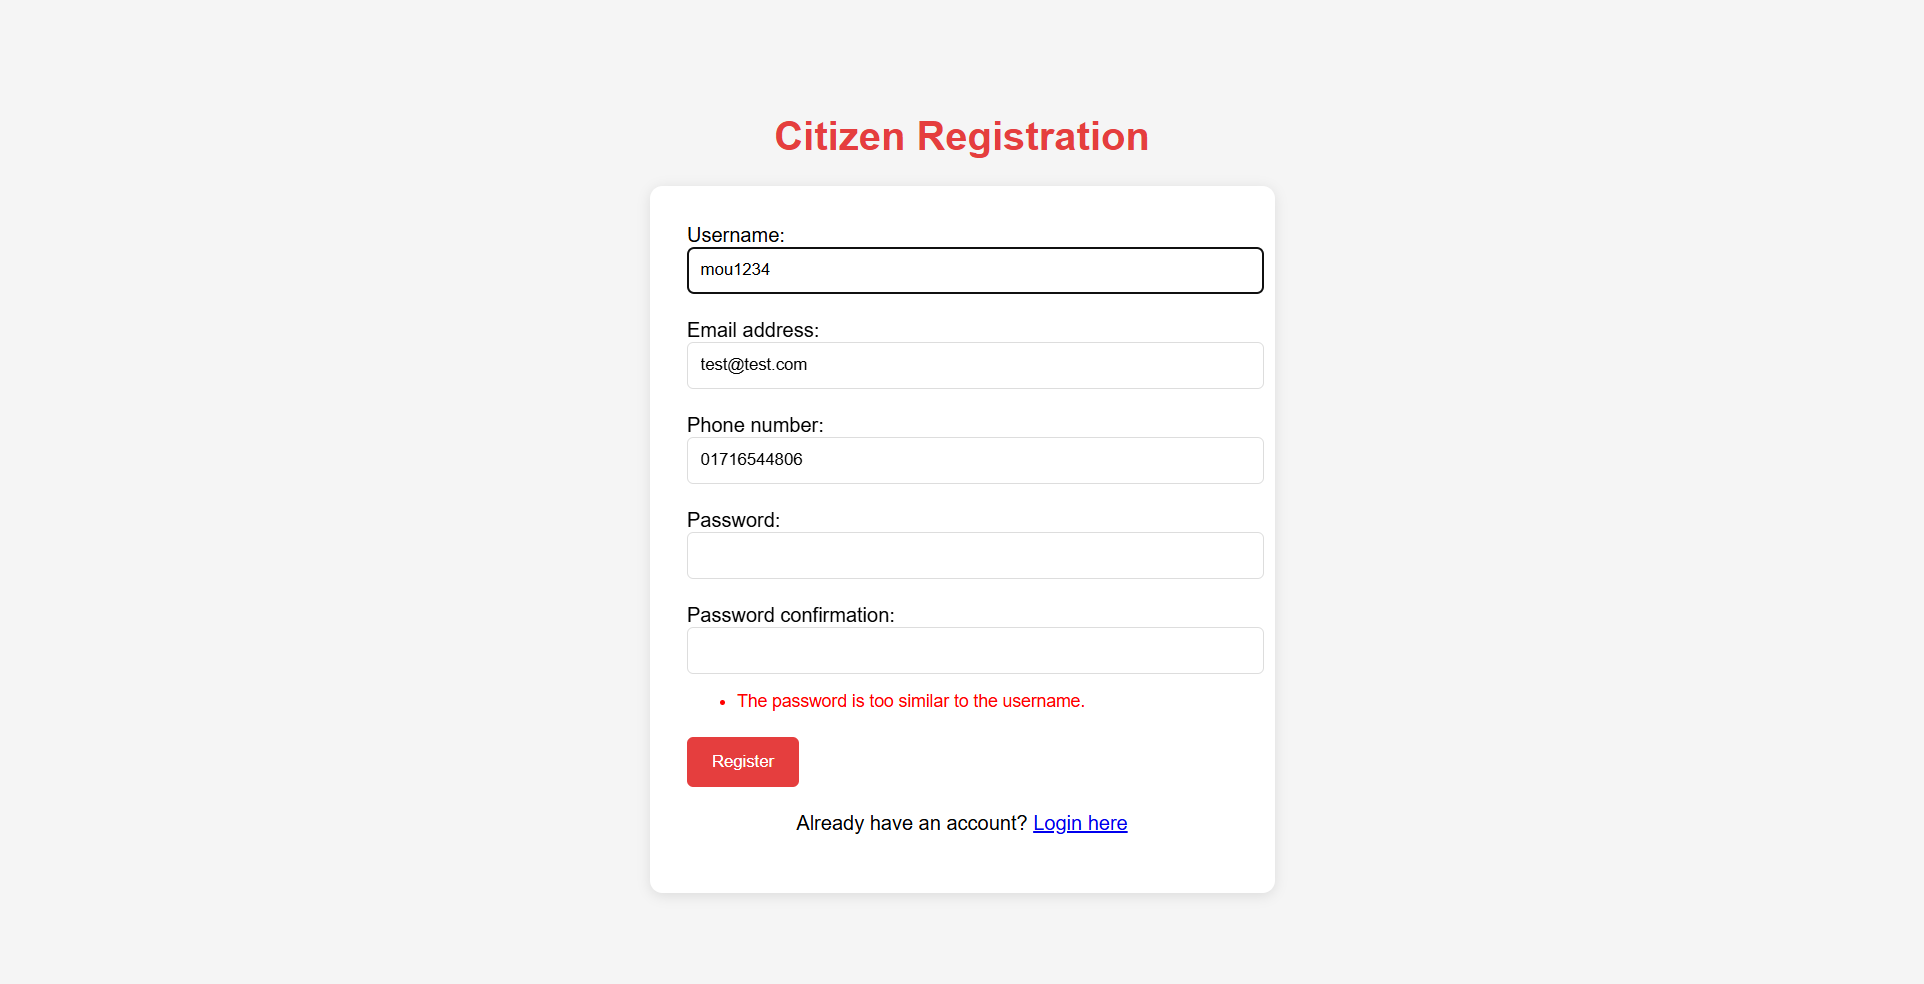 Citizen Registration
Username:
mou1234
Email address:
test@test.com
Phone number:
01716544806
Password:
Password confirmation:
• The password is too similar to the username.
Register
Already have an account? Login here